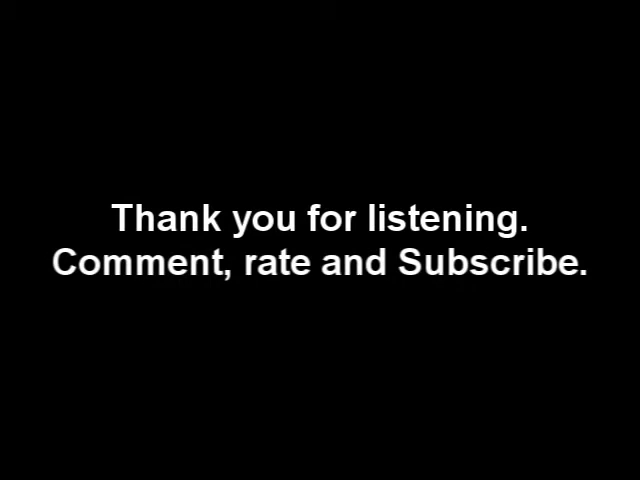 Thank you for listening.
Comment, rate and Subscribe.